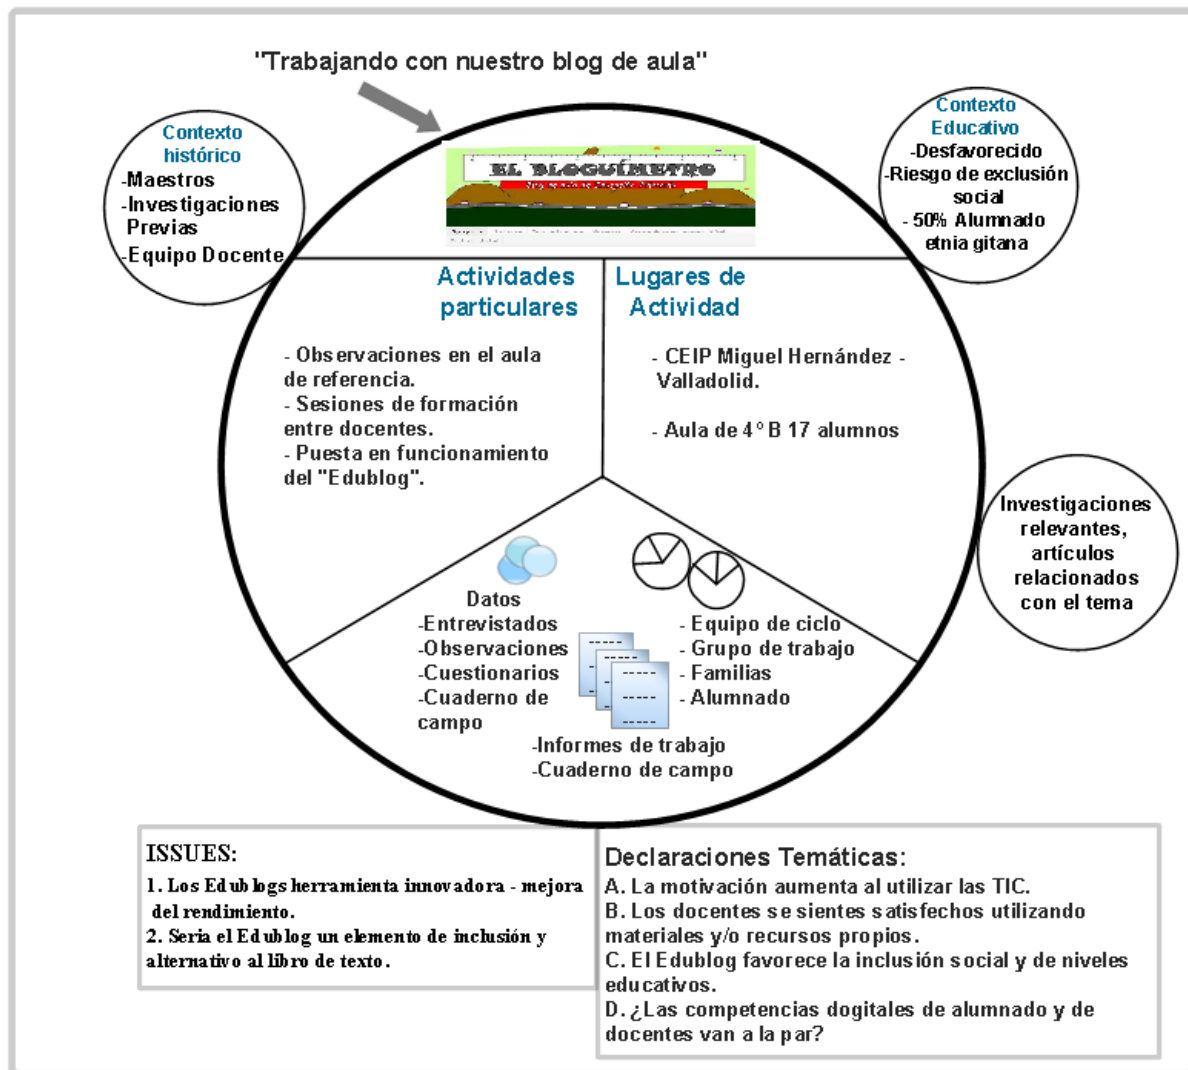 "Trabajando con nuestro blog de aula"
Contexto
histórico
-Maestros
-Investigaciones
Previas
-Equipo Docente
Contexto
Educativo
-Desfavorecido
-Riesgo de exclusión
social
- 50% Alumnado
etnia gitana
EL BLOGUÍMETRO
Actividades
particulares
- Observaciones en el aula
de referencia.
- Sesiones de formación
entre docentes.
- Puesta en funcionamiento
del "Edublog".
Lugares de
Actividad
- CEIP Miguel Hernández -
Valladolid.
- Aula de 4º B 17 alumnos
Investigaciones
relevantes,
artículos
relacionados
con el tema
Datos
-Entrevistados
-Observaciones
-Cuestionarios
-Cuaderno de
campo
- Equipo de ciclo
- Grupo de trabajo
- Familias
- Alumnado
-Informes de trabajo
-Cuaderno de campo
ISSUES:
1. Los Edublogs herramienta innovadora - mejora
del rendimiento.
2. Seria el Edublog un elemento de inclusión y
alternativo al libro de texto.
Declaraciones Temáticas:
A. La motivación aumenta al utilizar las TIC.
B. Los docentes se sientes satisfechos utilizando
materiales y/o recursos propios.
C. El Edublog favorece la inclusión social y de niveles
educativos.
D. ¿Las competencias dogitales de alumnado y de
docentes van a la par?